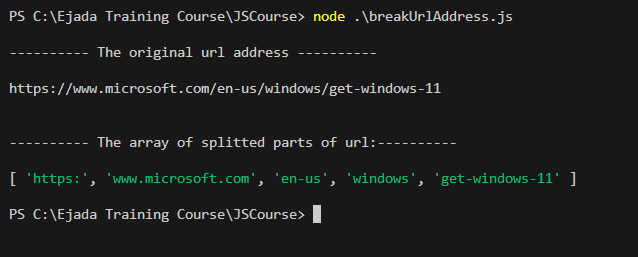 PS C:\Ejada Training Course\JSCourse> node .\breakUrlAddress.js
---------- The original url address ----------
https://www.microsoft.com/en-us/windows/get-windows-11
---------- The array of splitted parts of url:----------
[ 'https:', 'www.microsoft.com', 'en-us', 'windows', 'get-windows-11' ]
PS C:\Ejada Training Course\JSCourse>